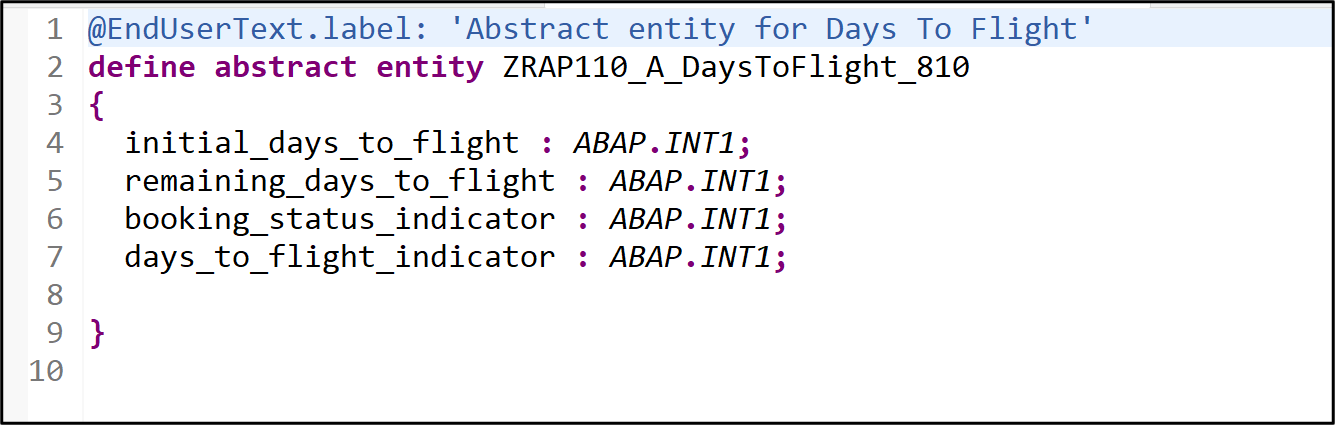 1 @EndUserText.label: 'Abstract entity for Days To Flight'
2 define abstract entity ZRAP110_A_DaysToFlight_810
3 {
4 initial_days_to_flight : ABAP.INT1;
5 remaining_days_to_flight : ABAP.INT1;
6 booking_status_indicator : ABAP.INT1;
7 days_to_flight_indicator : ABAP.INT1;
8
9 }
10